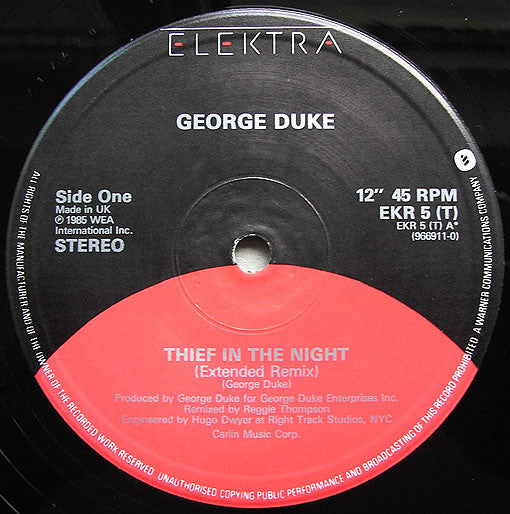 ELEKTRA
GEORGE DUKE
Side One
Made in UK
℗ 1985 WEA
International Inc.
STEREO
12" 45 RPM
EKR 5 (T)
EKR 5 (T) A*
(966911-0)
THIEF IN THE NIGHT
(Extended Remix)
(George Duke)
Produced by George Duke for George Duke Enterprises Inc.
Remixed by Reggie Thompson
Engineered by Hugo Dwyer at Right Track Studios, NYC
Carlin Music Corp.
ALL RIGHTS OF THE MANUFACTURER AND OF THE OWNER OF THE RECORDED WORK RESERVED. UNAUTHORISED COPYING PUBLIC PERFORMANCE AND BROADCASTING OF THIS RECORD PROHIBITED. A WARNER COMMUNICATIONS COMPANY